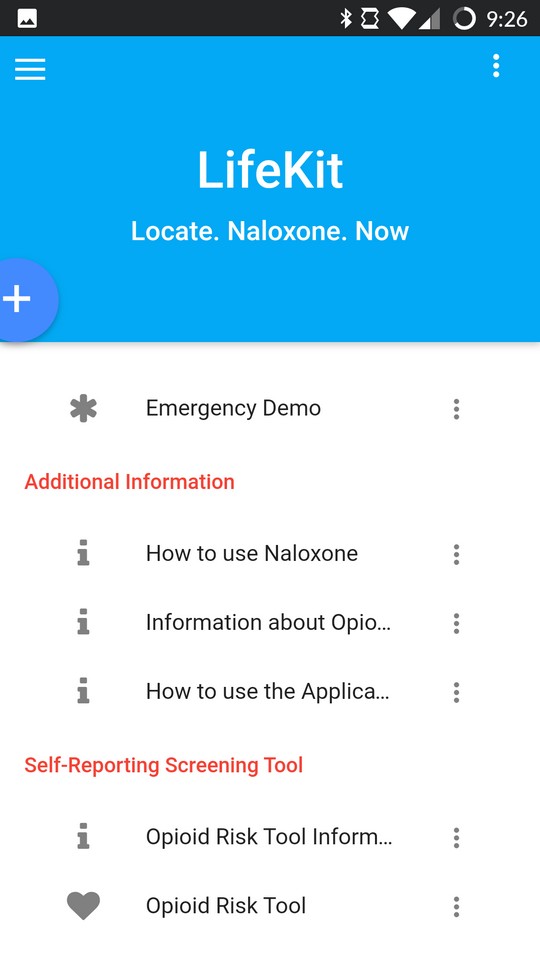 9:26
LifeKit
Locate. Naloxone. Now
Emergency Demo
Additional Information
How to use Naloxone
Information about Opio...
How to use the Applica...
Self-Reporting Screening Tool
Opioid Risk Tool Inform...
Opioid Risk Tool